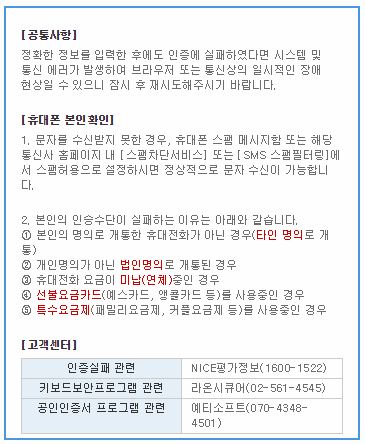 [공통사항]
정확한 정보를 입력한 후에도 인증에 실패하였다면 시스템 및
통신 에러가 발생하여 브라우저 또는 통신상의 일시적인 장애
현상일 수 있으니 잠시 후 재시도해주시기 바랍니다.
[휴대폰 본인확인]
1. 문자를 수신받지 못한 경우, 휴대폰 스팸 메시지함 또는 해당
통신사 홈페이지 내 [스팸차단서비스] 또는 [SMS 스팸필터링]에
서 스팸허용으로 설정하시면 정상적으로 문자 수신이 가능합니
다.
2. 본인의 인승수단이 실패하는 이유는 아래와 같습니다.
① 본인의 명의로 개통한 휴대전화가 아닌 경우(타인 명의로 개
통)
② 개인명의가 아닌 법인명의로 개통된 경우
③ 휴대전화 요금이 미납(연체)중인 경우
④ 선불요금카드(예스카드, 앵콜카드 등)를 사용중인 경우
⑤ 특수요금제(패밀리요금제, 커플요금제 등)를 사용중인 경우
[고객센터]
인증실패 관련 NICE평가정보(1600-1522)
키보드보안프로그램 관련 라온시큐어(02-561-4545)
공인인증서 프로그램 관련 예티소프트(070-4348-
4501)